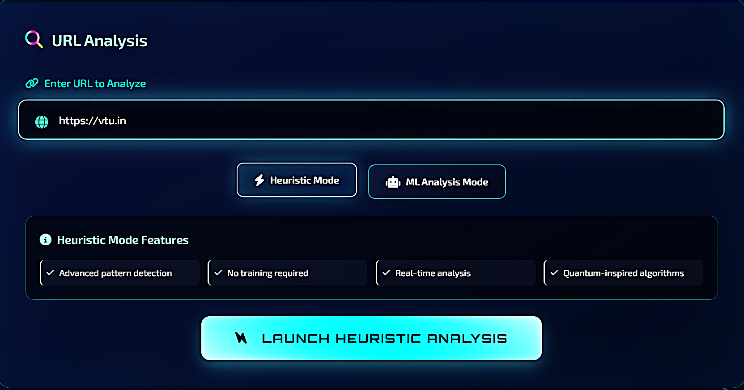 URL Analysis
Enter URL to Analyze
https://vtu.in
Heuristic Mode
ML Analysis Mode
Heuristic Mode Features
Advanced pattern detection
No training required
Real-time analysis
Quantum-inspired algorithms
LAUNCH HEURISTIC ANALYSIS